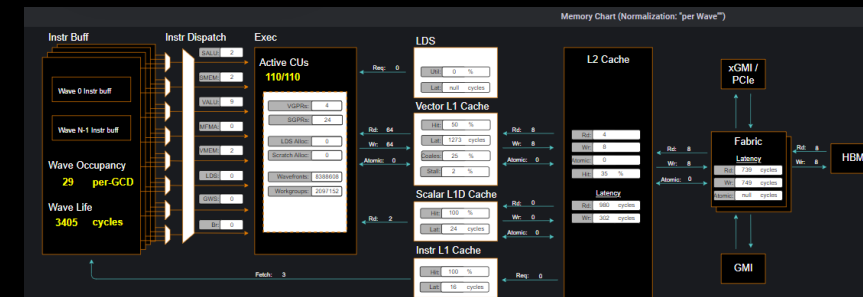 Memory Chart (Normalization: "per Wave"")
Instr Buff
Wave 0 Instr buff
Wave N-1 Instr buff
Wave Occupancy
29 per-GCD
Wave Life
3405 cycles
Instr Dispatch
SALU: 2
SMEM: 2
VALU: 9
MFMA: 0
VMEM: 2
LDS: 0
GWS: 0
Br: 0
Exec
Active CUs
110/110
VGPRs: 4
SGPRs: 24
LDS Alloc: 0
Scratch Alloc: 0
Wavefronts: 8388608
Workgroups: 2097152
Req: 0
Rd: 64
Wr: 64
Atomic: 0
Rd: 2
Fetch: 3
LDS
Util: 0 %
Lat: null cycles
Vector L1 Cache
Hit: 50 %
Lat: 1273 cycles
Coales: 25 %
Stall: 2 %
Scalar L1D Cache
Hit: 100 %
Lat: 24 cycles
Instr L1 Cache
Hit: 100 %
Lat: 16 cycles
Rd: 8
Wr: 8
Atomic: 0
Rd: 0
Wr: 0
Atomic: 0
Req: 0
L2 Cache
Rd: 4
Wr: 8
Atomic: 0
Hit: 35 %
Latency
Rd: 980 cycles
Wr: 302 cycles
Rd: 8
Wr: 8
Atomic: 0
xGMI /
PCIe
Fabric
Latency
Rd: 739 cycles
Wr: 749 cycles
Atomic: null cycles
GMI
Rd: 8
Wr: 8
HBM